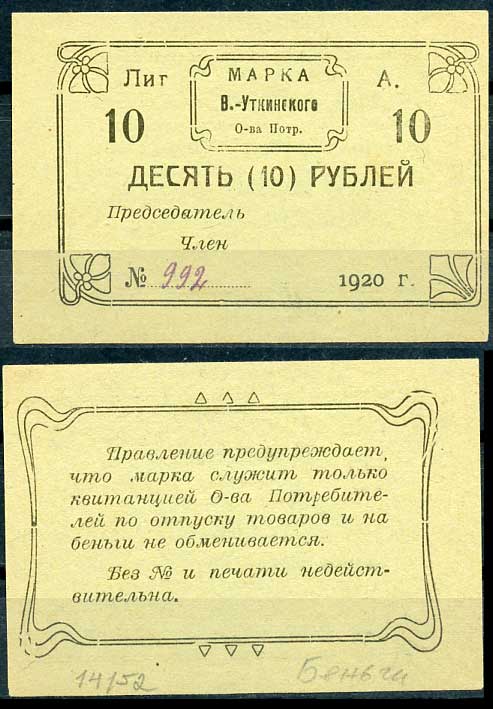 Лит МАРКА А.
10 В.-Уткинского 10
О-ва Потр.
ДЕСЯТЬ (10) РУБЛЕЙ
Председатель
Член
№ 992 1920 г.
Правление предупреждает,
что марка служит только
квитанцией О-ва Потребите-
лей по отпуску товаров и на
беньги не обменивается.
Без № и печати недейст-
вительна.
14/52 Беньги